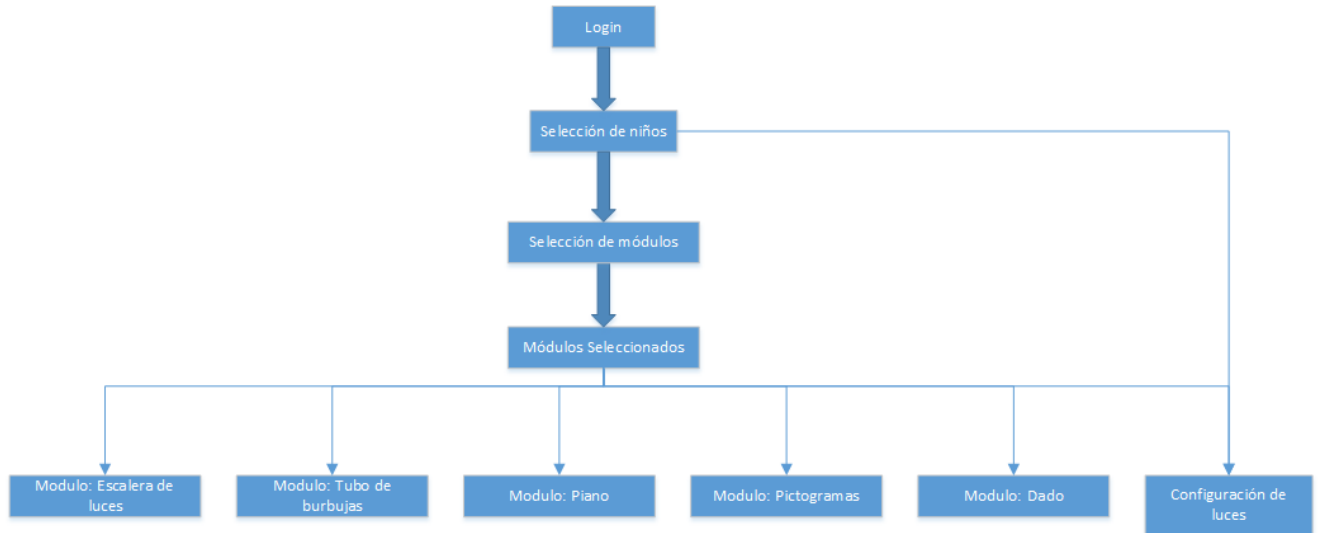 Login
Selección de niños
Selección de módulos
Módulos Seleccionados
Modulo: Escalera de
luces
Modulo: Tubo de
burbujas
Modulo: Piano
Modulo: Pictogramas
Modulo: Dado
Configuración de
luces